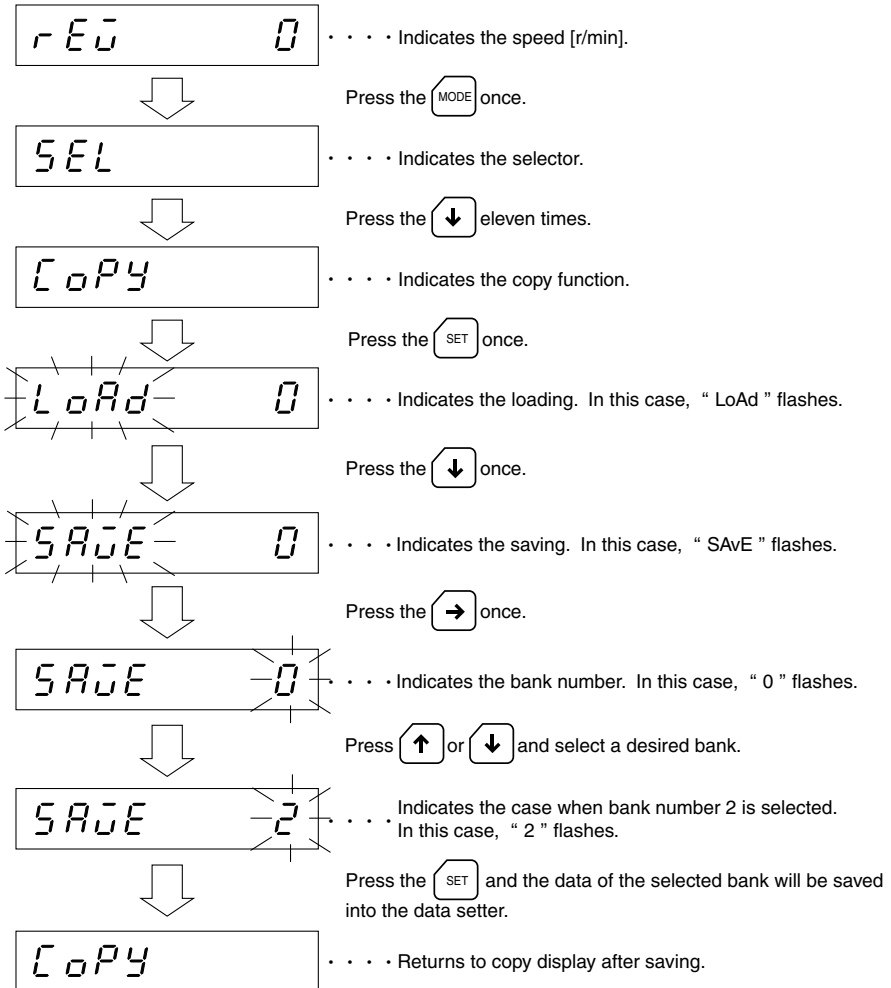 rEv 0 · · · · Indicates the speed [r/min].
Press the MODE once.
SEL · · · · Indicates the selector.
Press the ↓ eleven times.
CoPY · · · · Indicates the copy function.
Press the SET once.
LoAd 0 · · · · Indicates the loading. In this case, “ LoAd ” flashes.
Press the ↓ once.
SAvE 0 · · · · Indicates the saving. In this case, “ SAvE ” flashes.
Press the → once.
SAvE 0 · · · · Indicates the bank number. In this case, “ 0 ” flashes.
Press ↑ or ↓ and select a desired bank.
SAvE 2 · · · · Indicates the case when bank number 2 is selected.
In this case, “ 2 ” flashes.
Press the SET and the data of the selected bank will be saved
into the data setter.
CoPY · · · · Returns to copy display after saving.